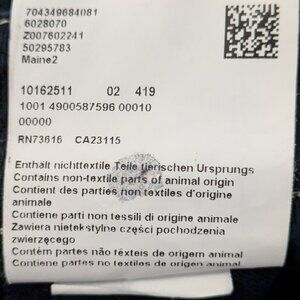 704349684081
6028070
Z007602241
50295783
Maine2
10162511 02 419
1001 4900587596 00010
00000
RN73616 CA23115
Enthält nichttextile Teile tierischen Ursprungs
Contains non-textile parts of animal origin
Contient des parties non textiles d'origine
animale
Contiene parti non tessili di origine animale
Zawiera nietekstylne części pochodzenia
zwierzęcego
Contém partes não têxteis de origem animal
Contiene partes no textiles de origen animal